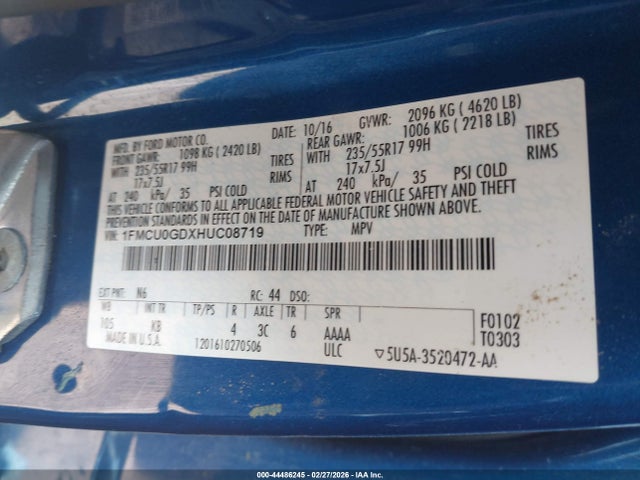 MFD. BY FORD MOTOR CO.
DATE: 10/16 GVWR: 2096 KG ( 4620 LB)
FRONT GAWR: 1098 KG ( 2420 LB)
REAR GAWR: 1006 KG ( 2218 LB)
WITH 235/55R17 99H TIRES
WITH 235/55R17 99H TIRES
17x7.5J RIMS
17x7.5J RIMS
AT 240 kPa/ 35 PSI COLD
AT 240 kPa/ 35 PSI COLD
THIS VEHICLE CONFORMS TO ALL APPLICABLE FEDERAL MOTOR VEHICLE SAFETY AND THEFT
PREVENTION STANDARDS IN EFFECT ON THE DATE OF MANUFACTURE SHOWN ABOVE.
VIN: 1FMCU0GDXHUC08719 TYPE: MPV
EXT PNT: N6 RC: 44 DSO:
WB INT TR TP/PS R AXLE TR SPR
105 KB 4 3C 6 AAAA F0102
MADE IN U.S.A. 1201610270506 ULC T0303
▽5U5A-3520472-AA
000-44486245 - 02/27/2026 - IAA Inc.